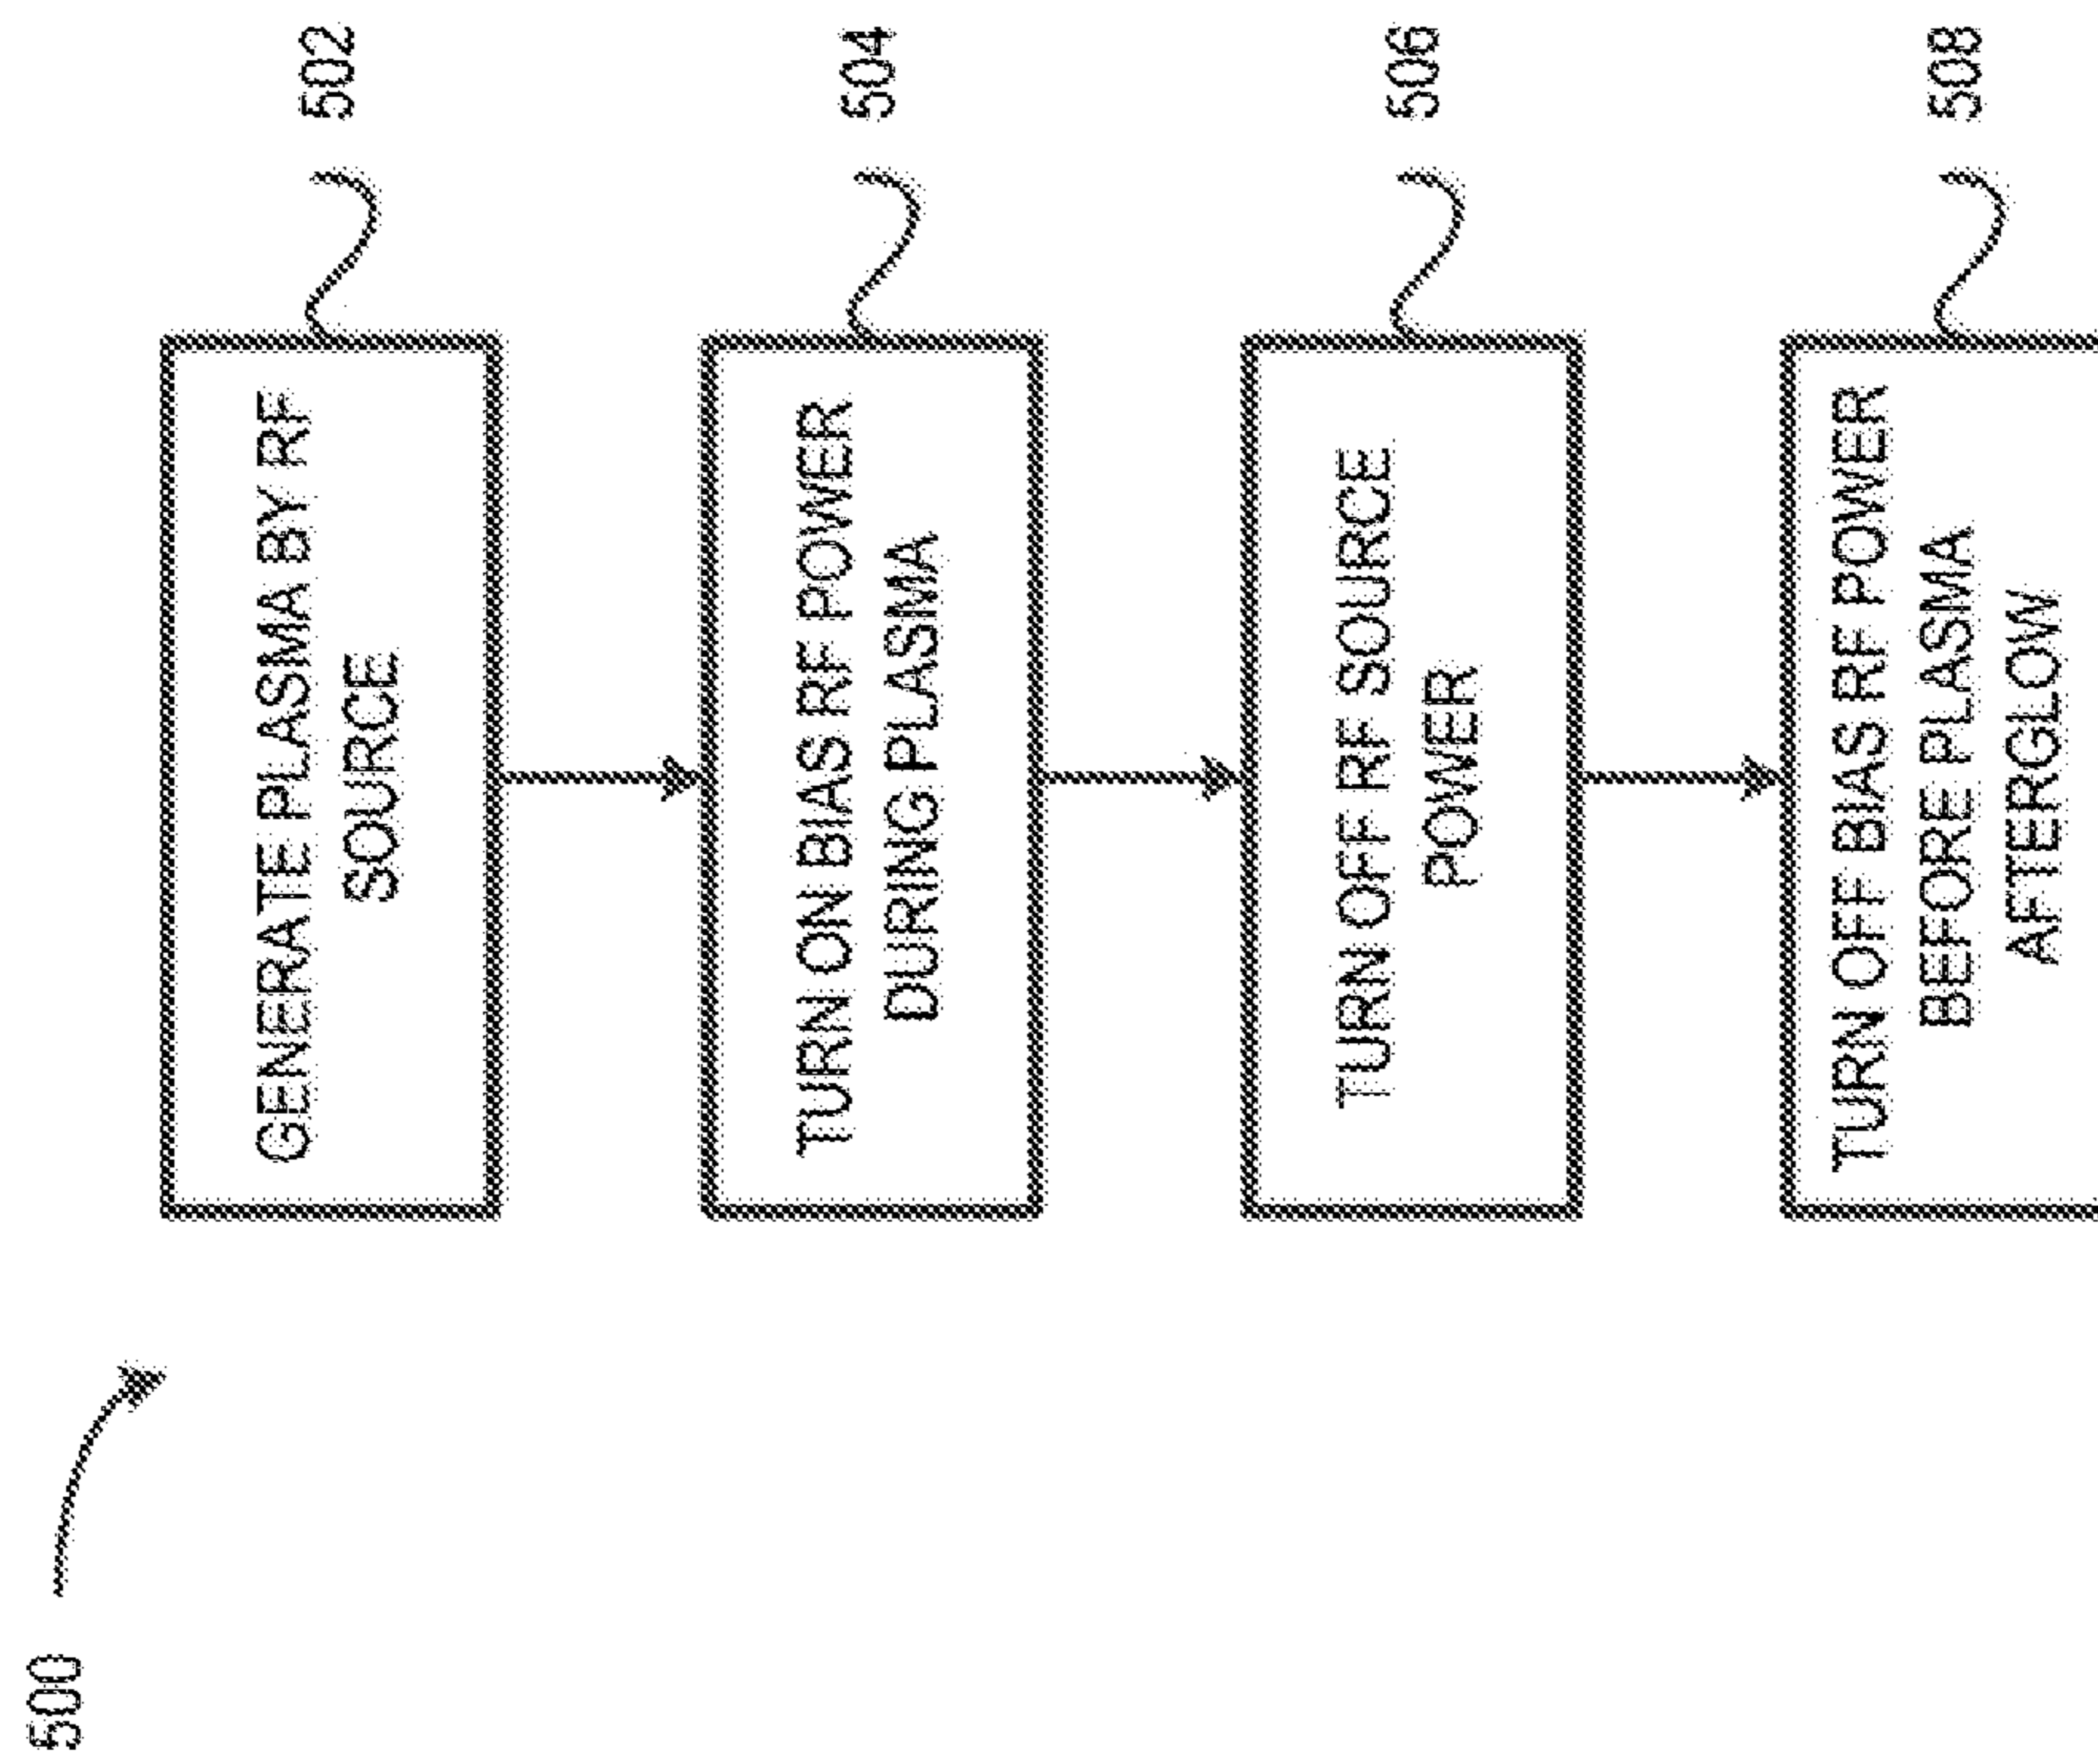 500
GENERATE PLASMA BY RF
SOURCE
502
TURN ON BIAS RF POWER
DURING PLASMA
504
TURN OFF RF SOURCE
POWER
506
TURN OFF BIAS RF POWER
BEFORE PLASMA
AFTERGLOW
508